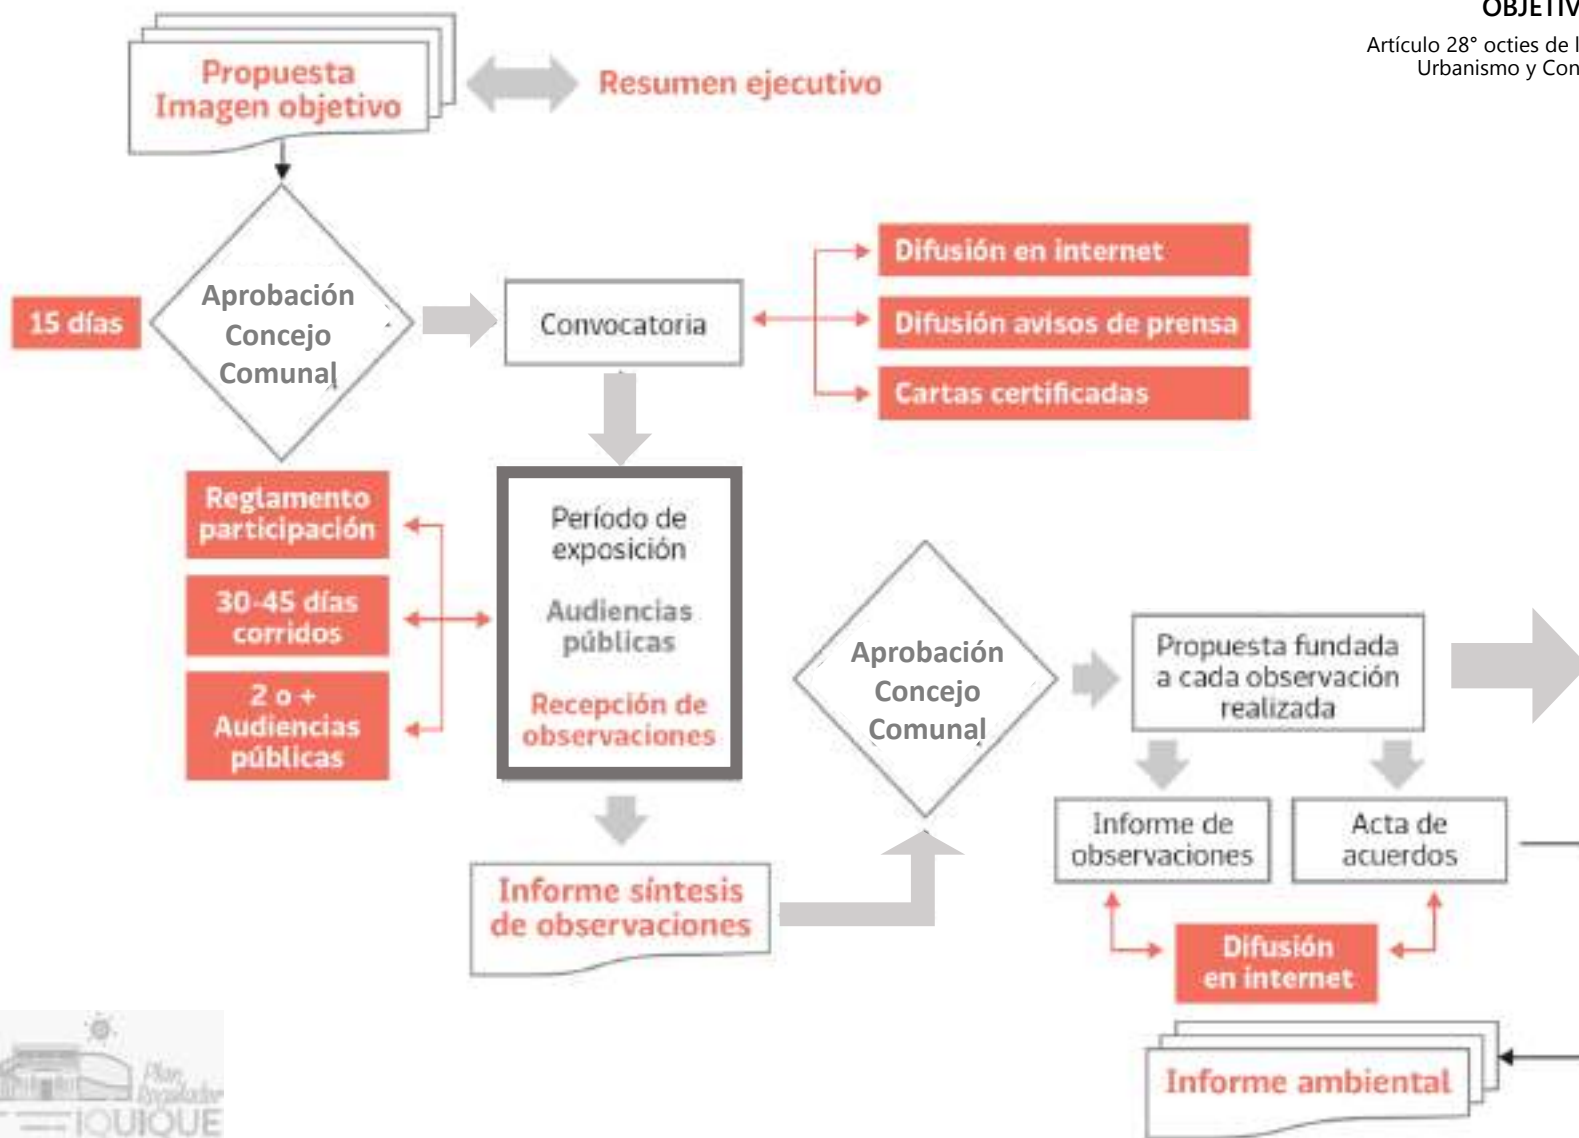 OBJETIV
Artículo 28° octies de l
Urbanismo y Con
Propuesta
Imagen objetivo
Resumen ejecutivo
15 días
Aprobación
Concejo
Comunal
Convocatoria
Difusión en internet
Difusión avisos de prensa
Cartas certificadas
Reglamento
participación
30-45 días
corridos
2 o +
Audiencias
públicas
Período de
exposición
Audiencias
públicas
Recepción de
observaciones
Informe síntesis
de observaciones
Aprobación
Concejo
Comunal
Propuesta fundada
a cada observación
realizada
Informe de
observaciones
Acta de
acuerdos
Difusión
en internet
Informe ambiental
Plan
Regulador
IQUIQUE